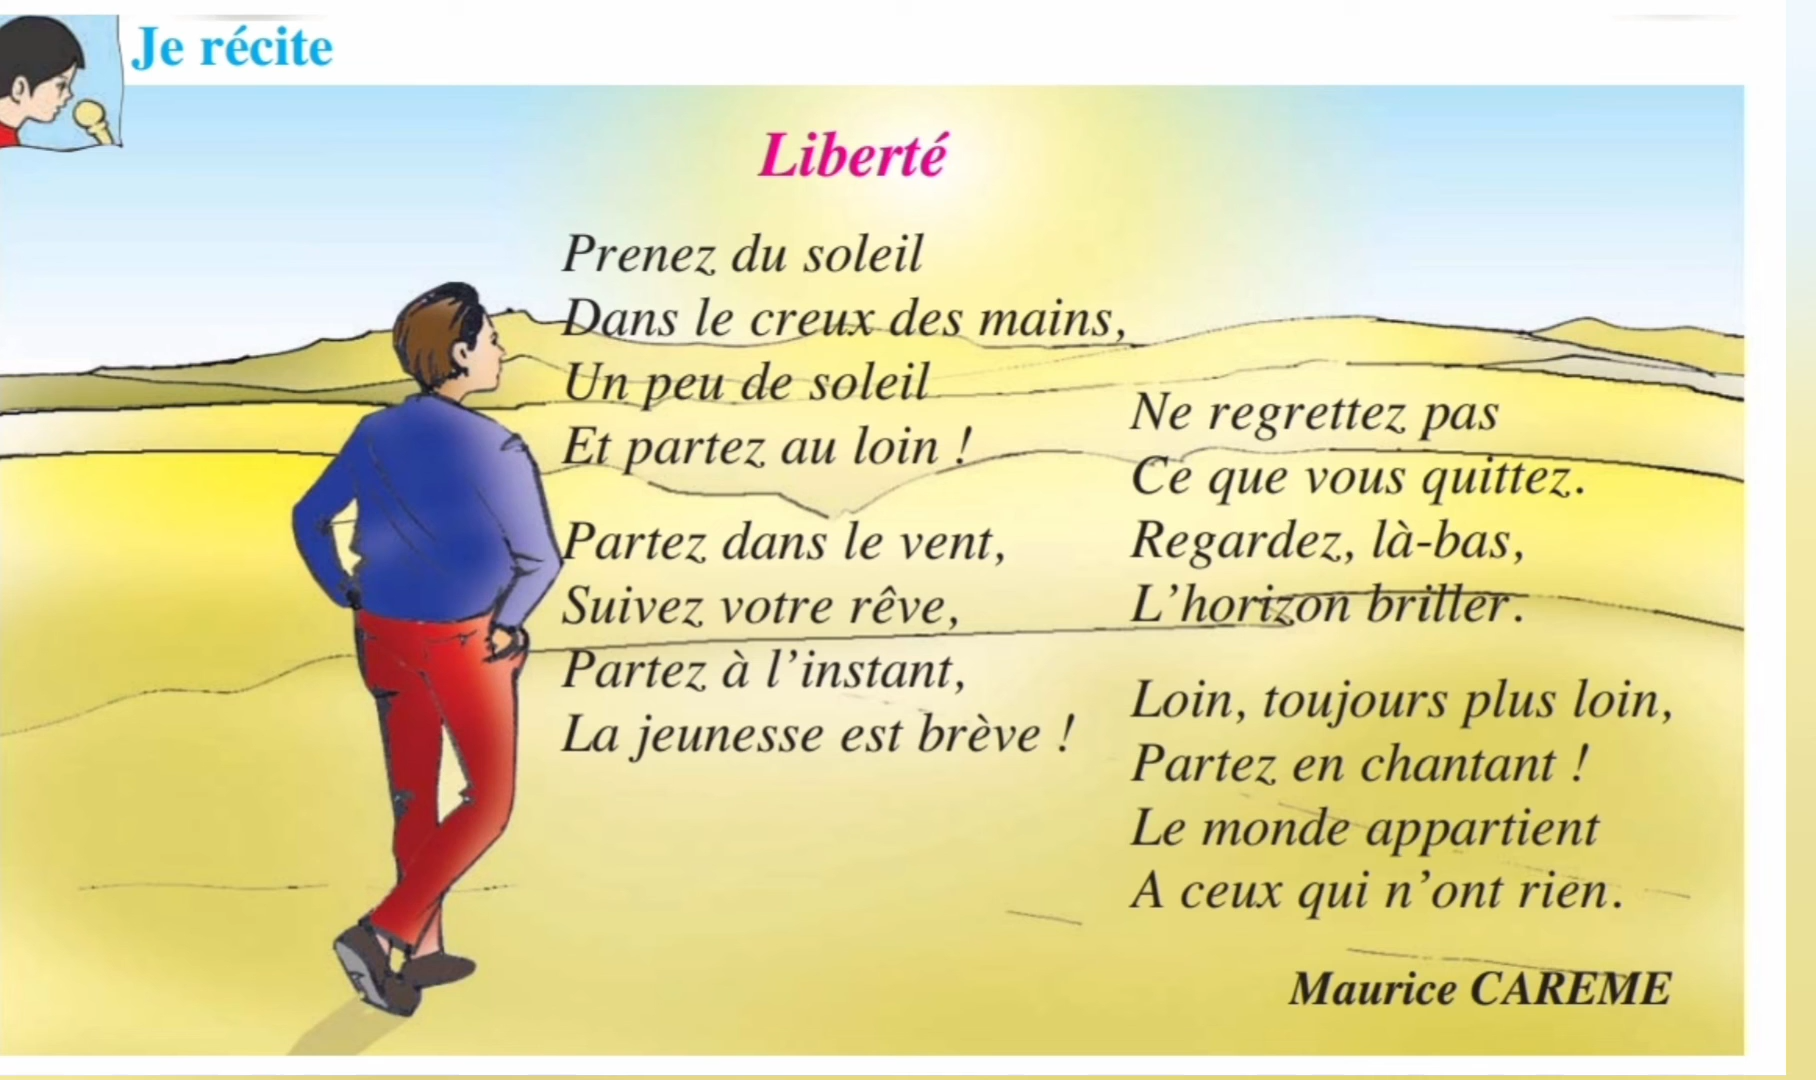 Je récite
Liberté
Prenez du soleil
Dans le creux des mains,
Un peu de soleil
Et partez au loin !
Partez dans le vent,
Suivez votre rêve,
Partez à l'instant,
La jeunesse est brève !
Ne regrettez pas
Ce que vous quittez.
Regardez, là-bas,
L'horizon briller.
Loin, toujours plus loin,
Partez en chantant !
Le monde appartient
A ceux qui n'ont rien.
Maurice CAREME